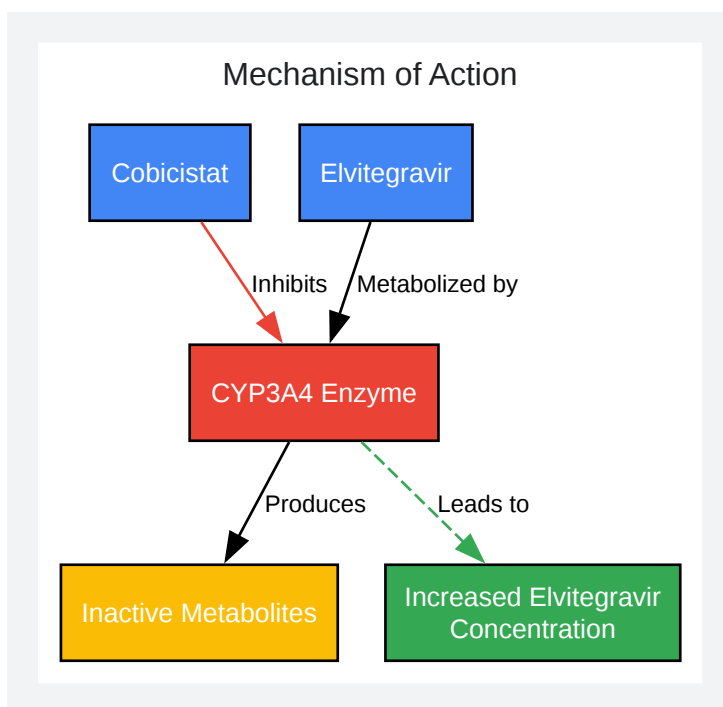 Mechanism of Action
Cobicistat
Elvitegravir
Inhibits
Metabolized by
CYP3A4 Enzyme
Produces
Leads to
Inactive Metabolites
Increased Elvitegravir
Concentration